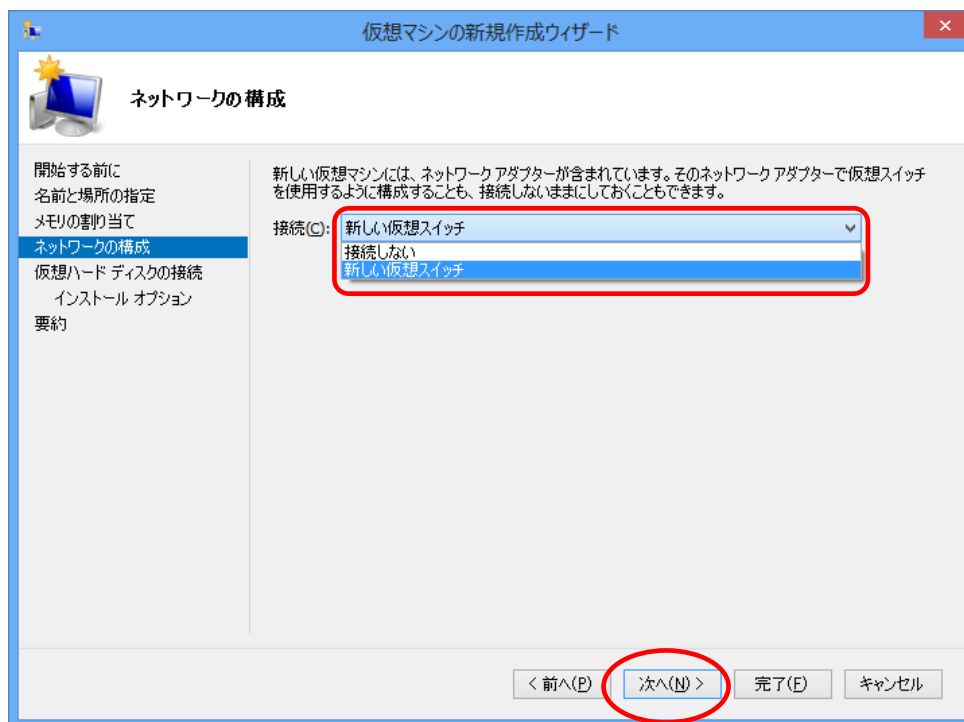 仮想マシンの新規作成ウィザード
ネットワークの構成
開始する前に
名前と場所の指定
メモリの割り当て
ネットワークの構成
仮想ハード ディスクの接続
インストール オプション
要約
新しい仮想マシンには、ネットワーク アダプターが含まれています。そのネットワーク アダプターで仮想スイッチ
を使用するように構成することも、接続しないままにしておくこともできます。
接続(C): 新しい仮想スイッチ
接続しない
新しい仮想スイッチ
< 前へ(P) 次へ(N) > 完了(F) キャンセル